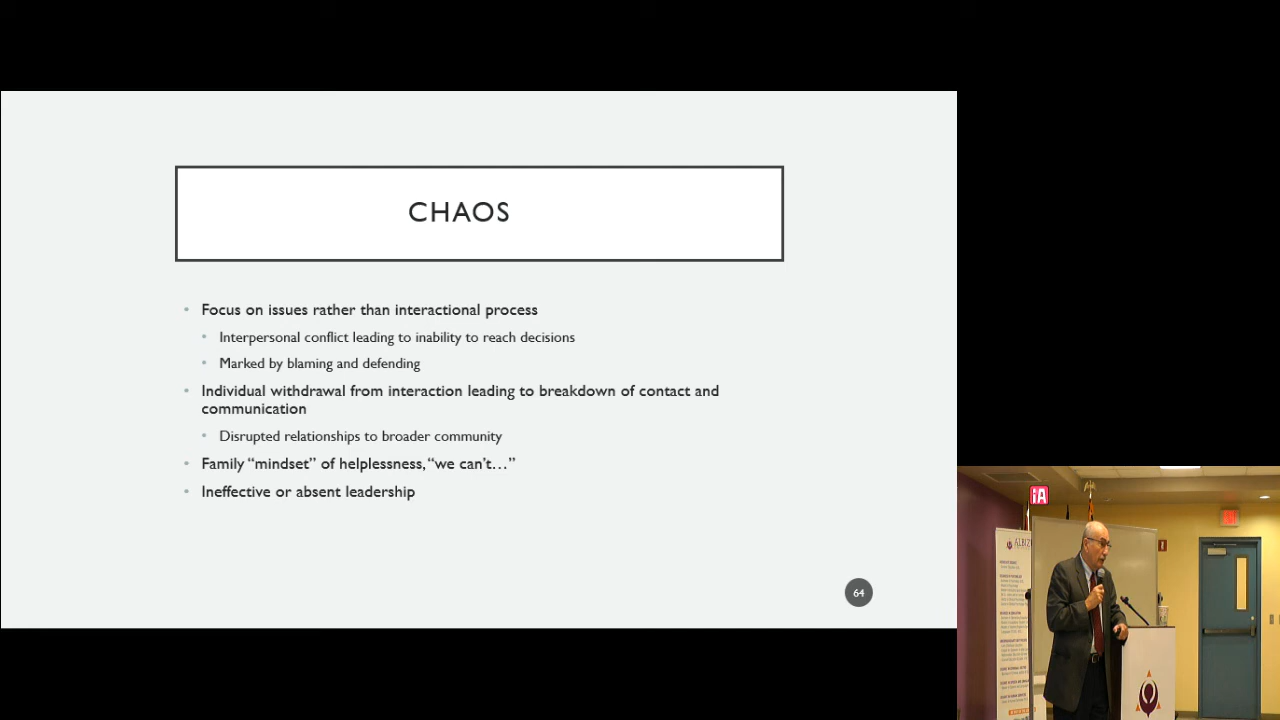 CHAOS
• Focus on issues rather than interactional process
• Interpersonal conflict leading to inability to reach decisions
• Marked by blaming and defending
• Individual withdrawal from interaction leading to breakdown of contact and
communication
• Disrupted relationships to broader community
• Family “mindset” of helplessness, “we can't…”
• Ineffective or absent leadership
64
iA